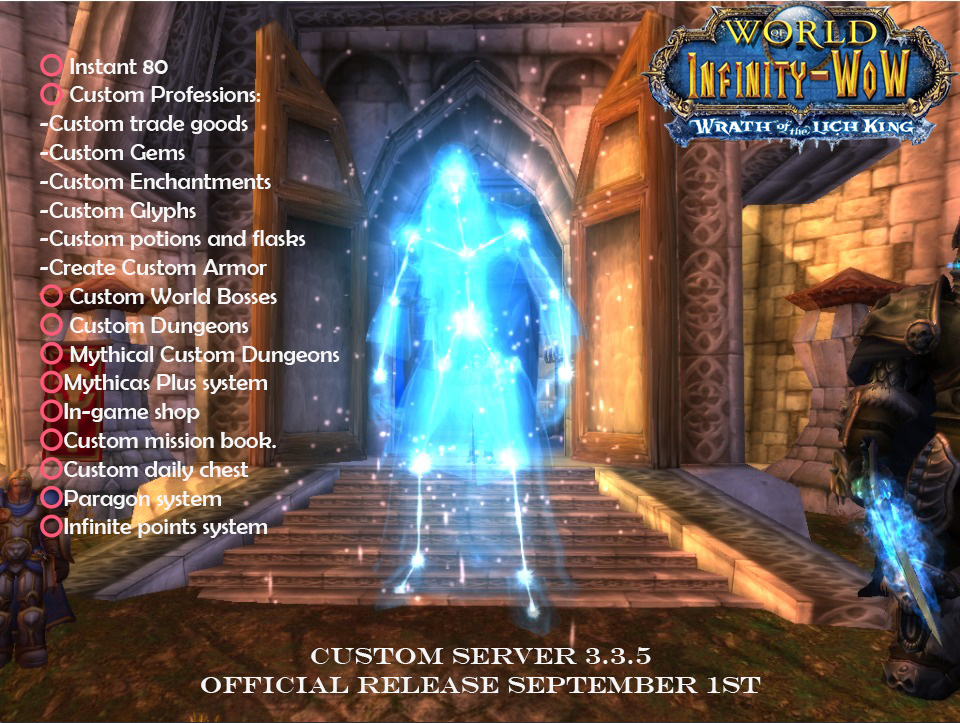 Instant 80
Custom Professions:
-Custom trade goods
-Custom Gems
-Custom Enchantments
-Custom Glyphs
-Custom potions and flasks
-Create Custom Armor
Custom World Bosses
Custom Dungeons
Mythical Custom Dungeons
Mythicas Plus system
In-game shop
Custom mission book.
Custom daily chest
Paragon system
Infinite points system
WORLD
OF
INFINITY-WOW
WRATH of the LICH KING
CUSTOM SERVER 3.3.5
OFFICIAL RELEASE SEPTEMBER 1ST